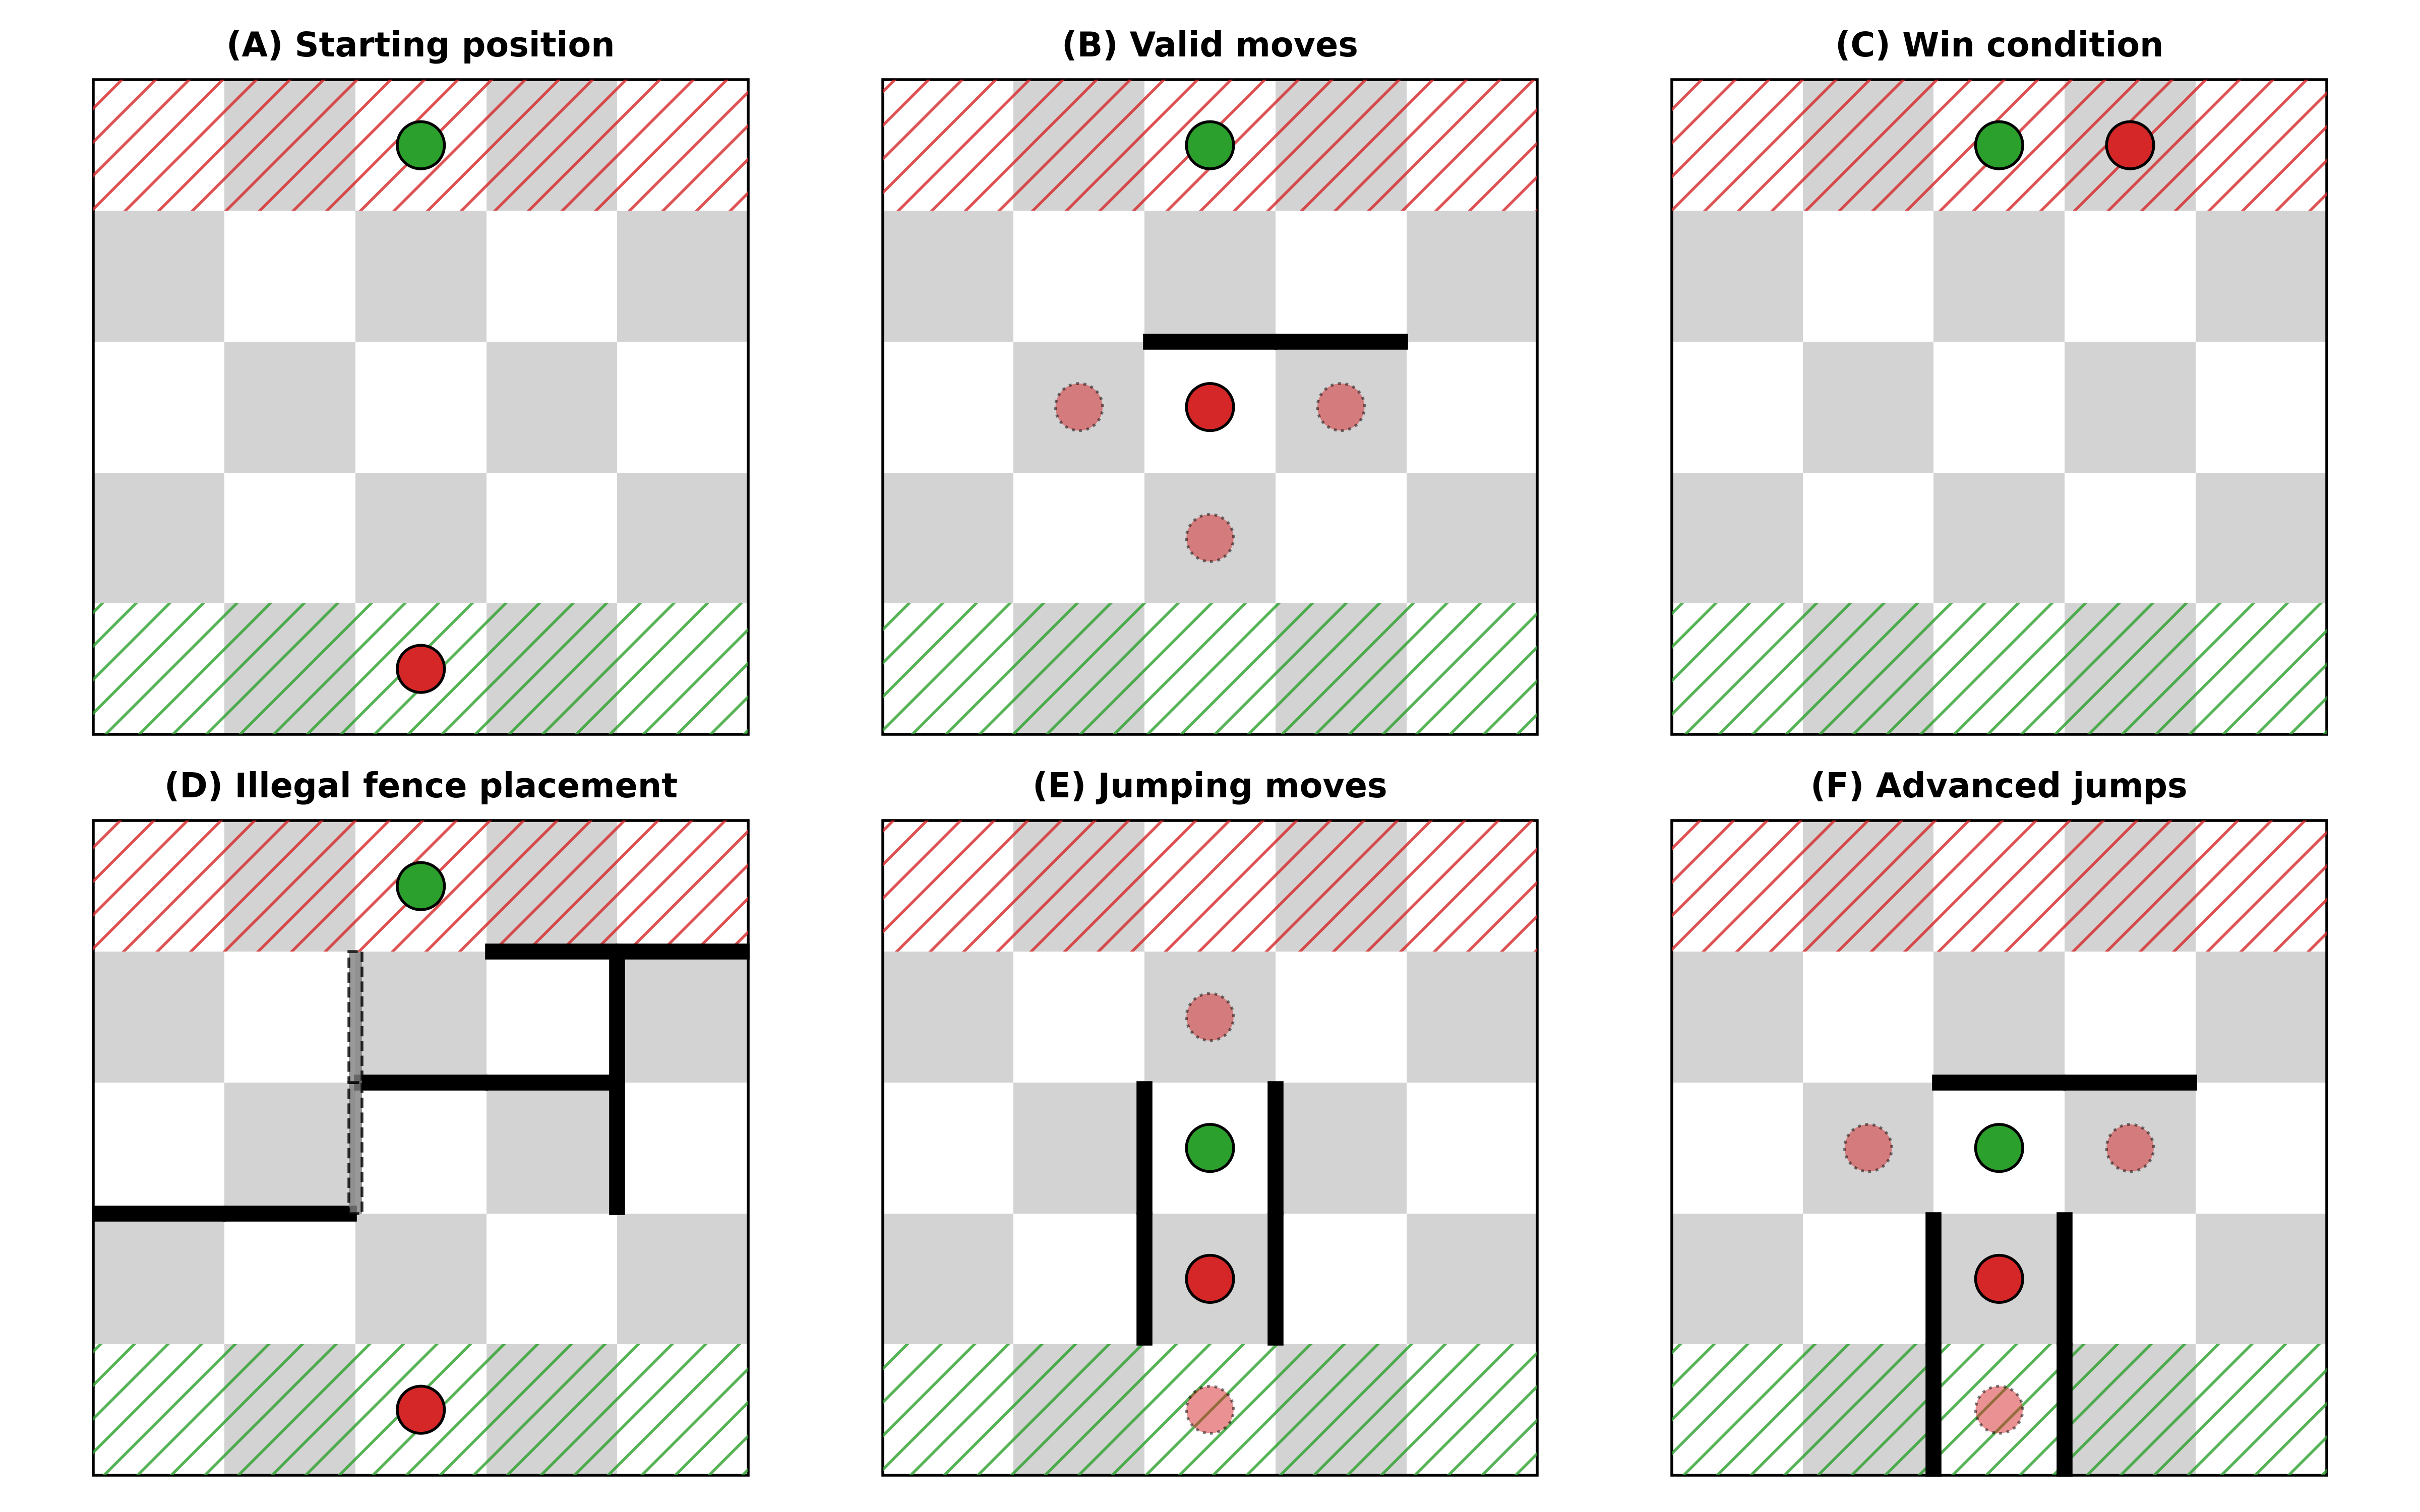 (A) Starting position
(B) Valid moves
(C) Win condition
(D) Illegal fence placement
(E) Jumping moves
(F) Advanced jumps